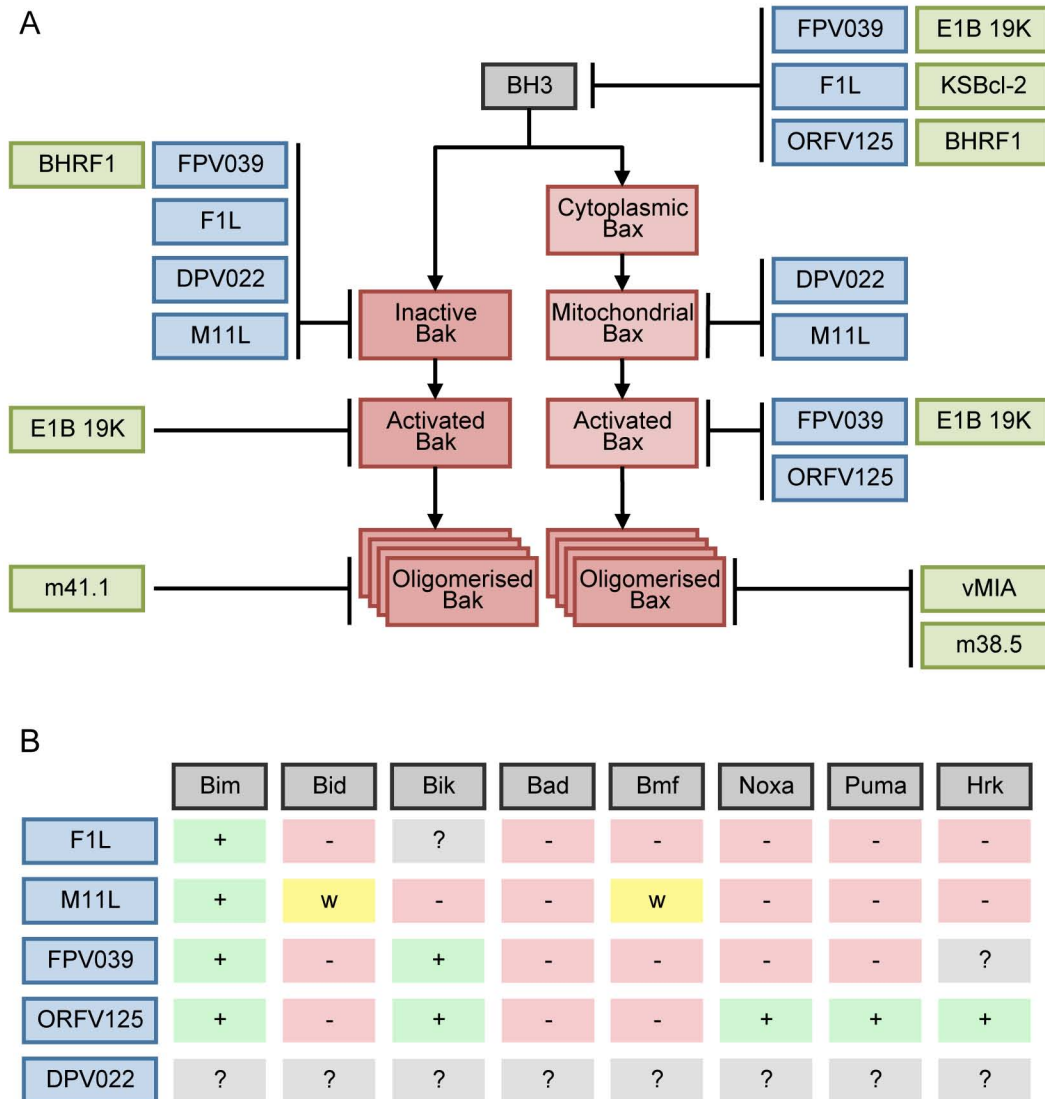 A
FPV039 E1B 19K
BH3 F1L KSBcl-2
ORFV125 BHRF1
BHRF1 FPV039
F1L
DPV022
M11L
Cytoplasmic
Bax
Inactive
Bak
Mitochondrial
Bax
DPV022
M11L
E1B 19K
Activated
Bak
Activated
Bax
FPV039 E1B 19K
ORFV125
m41.1
Oligomerised
Bak
Oligomerised
Bax
vMIA
m38.5
B
Bim Bid Bik Bad Bmf Noxa Puma Hrk
F1L + - ? - - - - -
M11L + w - - w - - -
FPV039 + - + - - - - ?
ORFV125 + - + - - + + +
DPV022 ? ? ? ? ? ? ? ?